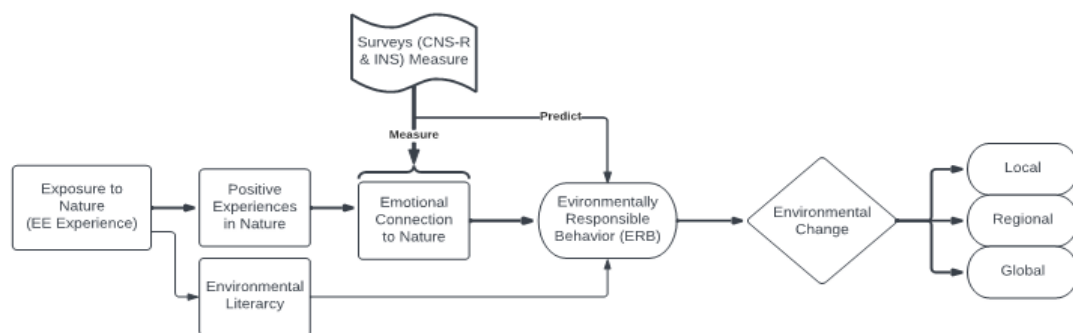 Surveys (CNS-R
& INS) Measure
Predict
Measure
Exposure to
Nature
(EE Experience)
Positive
Experiences
in Nature
Emotional
Connection
to Nature
Evironmentally
Responsible
Behavior (ERB)
Environmental
Change
Local
Regional
Global
Environmental
Literarcy